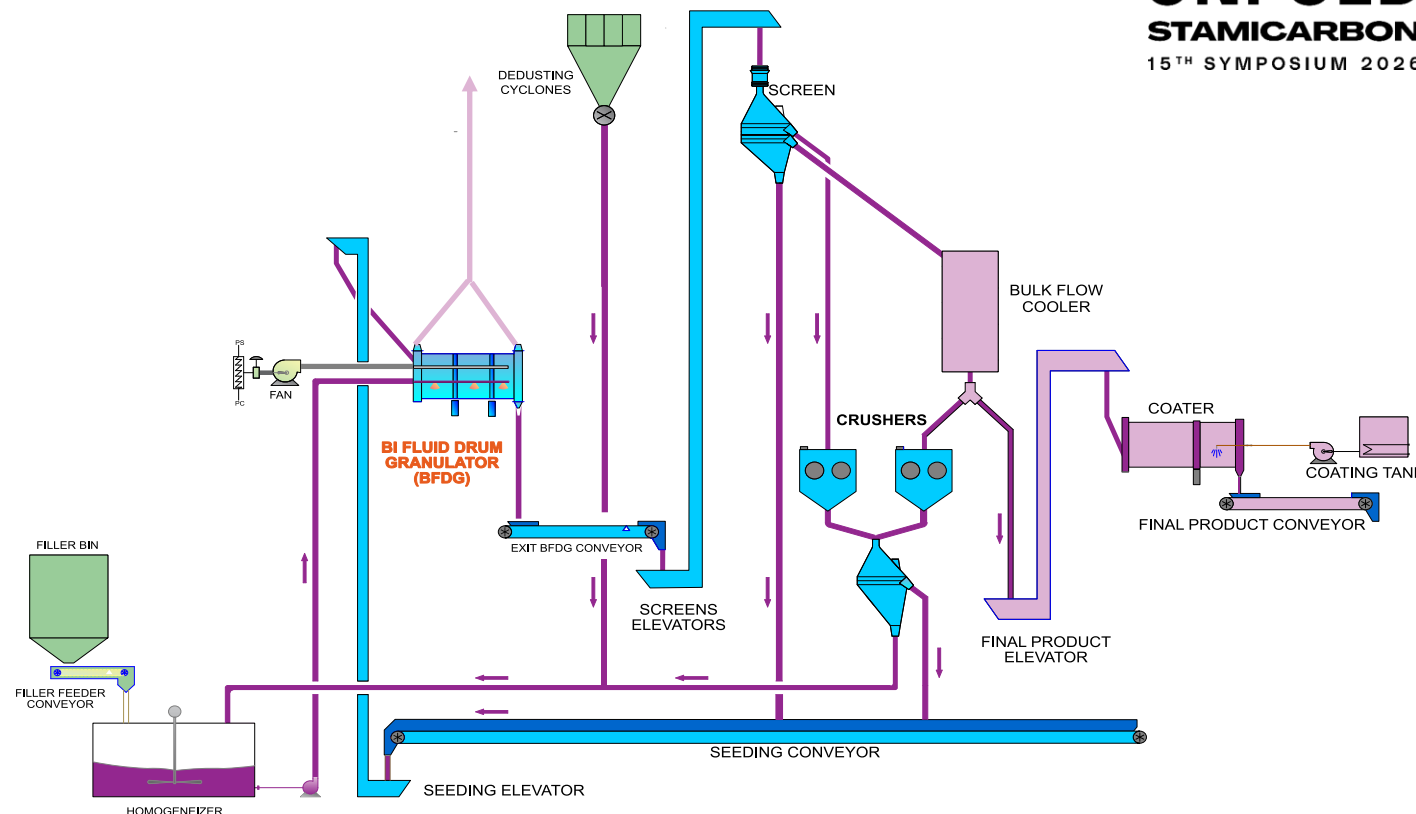 STAMICARBON
15TH SYMPOSIUM 2026
DEDUSTING
CYCLONES
SCREEN
BULK FLOW
COOLER
PS
PC
FAN
BI FLUID DRUM
GRANULATOR
(BFDG)
CRUSHERS
COATER
COATING TANK
FINAL PRODUCT CONVEYOR
EXIT BFDG CONVEYOR
FILLER BIN
SCREENS
ELEVATORS
FINAL PRODUCT
ELEVATOR
FILLER FEEDER
CONVEYOR
SEEDING CONVEYOR
SEEDING ELEVATOR
HOMOGENEIZER